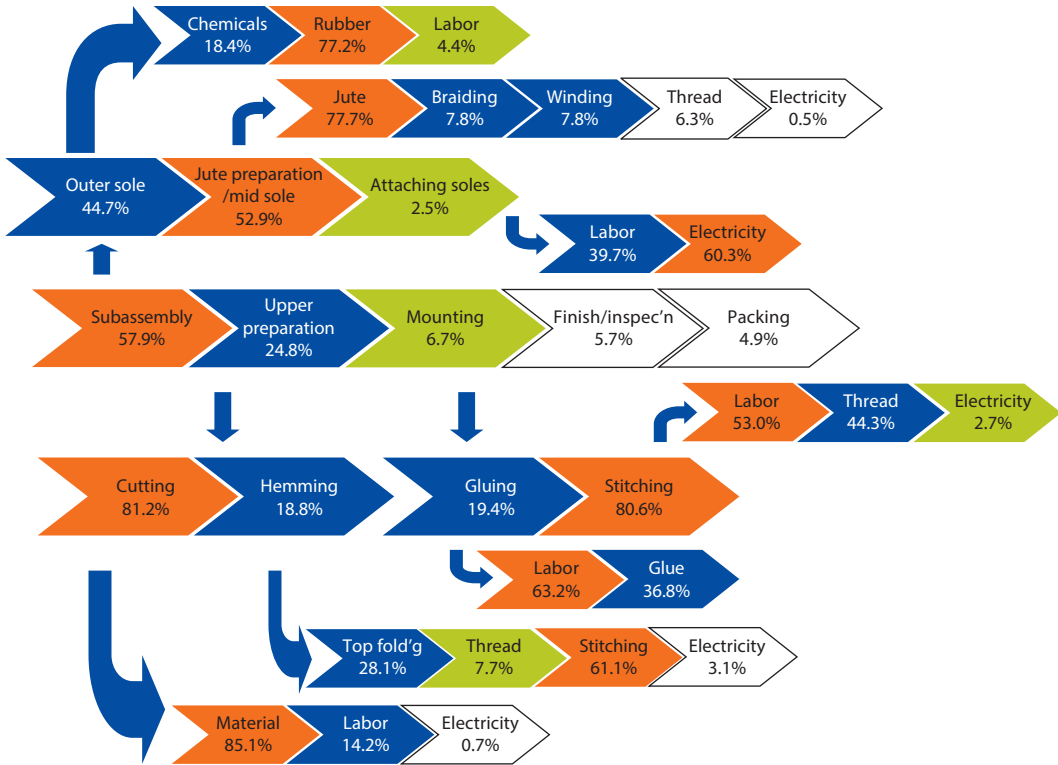 Chemicals
18.4%
Rubber
77.2%
Labor
4.4%
Jute
77.7%
Braiding
7.8%
Winding
7.8%
Thread
6.3%
Electricity
0.5%
Outer sole
44.7%
Jute preparation
/mid sole
52.9%
Attaching soles
2.5%
Labor
39.7%
Electricity
60.3%
Subassembly
57.9%
Upper
preparation
24.8%
Mounting
6.7%
Finish/inspec'n
5.7%
Packing
4.9%
Labor
53.0%
Thread
44.3%
Electricity
2.7%
Cutting
81.2%
Hemming
18.8%
Gluing
19.4%
Stitching
80.6%
Labor
63.2%
Glue
36.8%
Top fold'g
28.1%
Thread
7.7%
Stitching
61.1%
Electricity
3.1%
Material
85.1%
Labor
14.2%
Electricity
0.7%